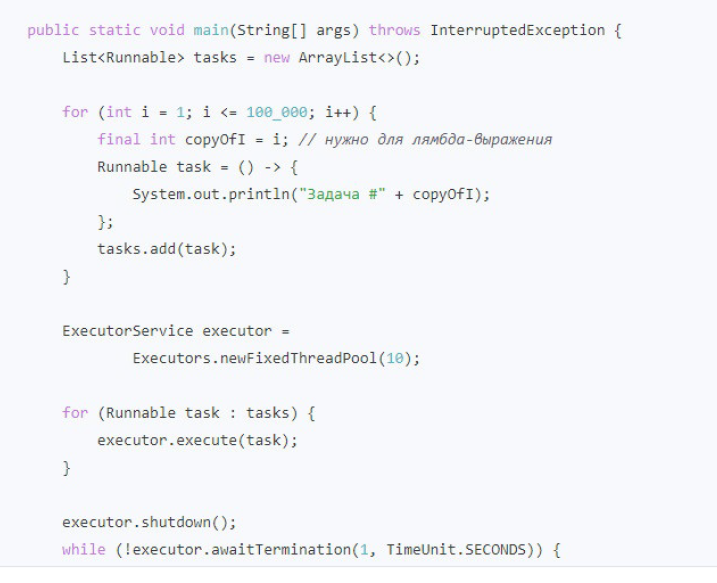 public static void main(String[] args) throws InterruptedException {
List<Runnable> tasks = new ArrayList<>();
for (int i = 1; i <= 100_000; i++) {
final int copyOfI = i; // нужно для лямбда-выражения
Runnable task = () -> {
System.out.println("Задача #" + copyOfI);
};
tasks.add(task);
}
ExecutorService executor =
Executors.newFixedThreadPool(10);
for (Runnable task : tasks) {
executor.execute(task);
}
executor.shutdown();
while (!executor.awaitTermination(1, TimeUnit.SECONDS)) {